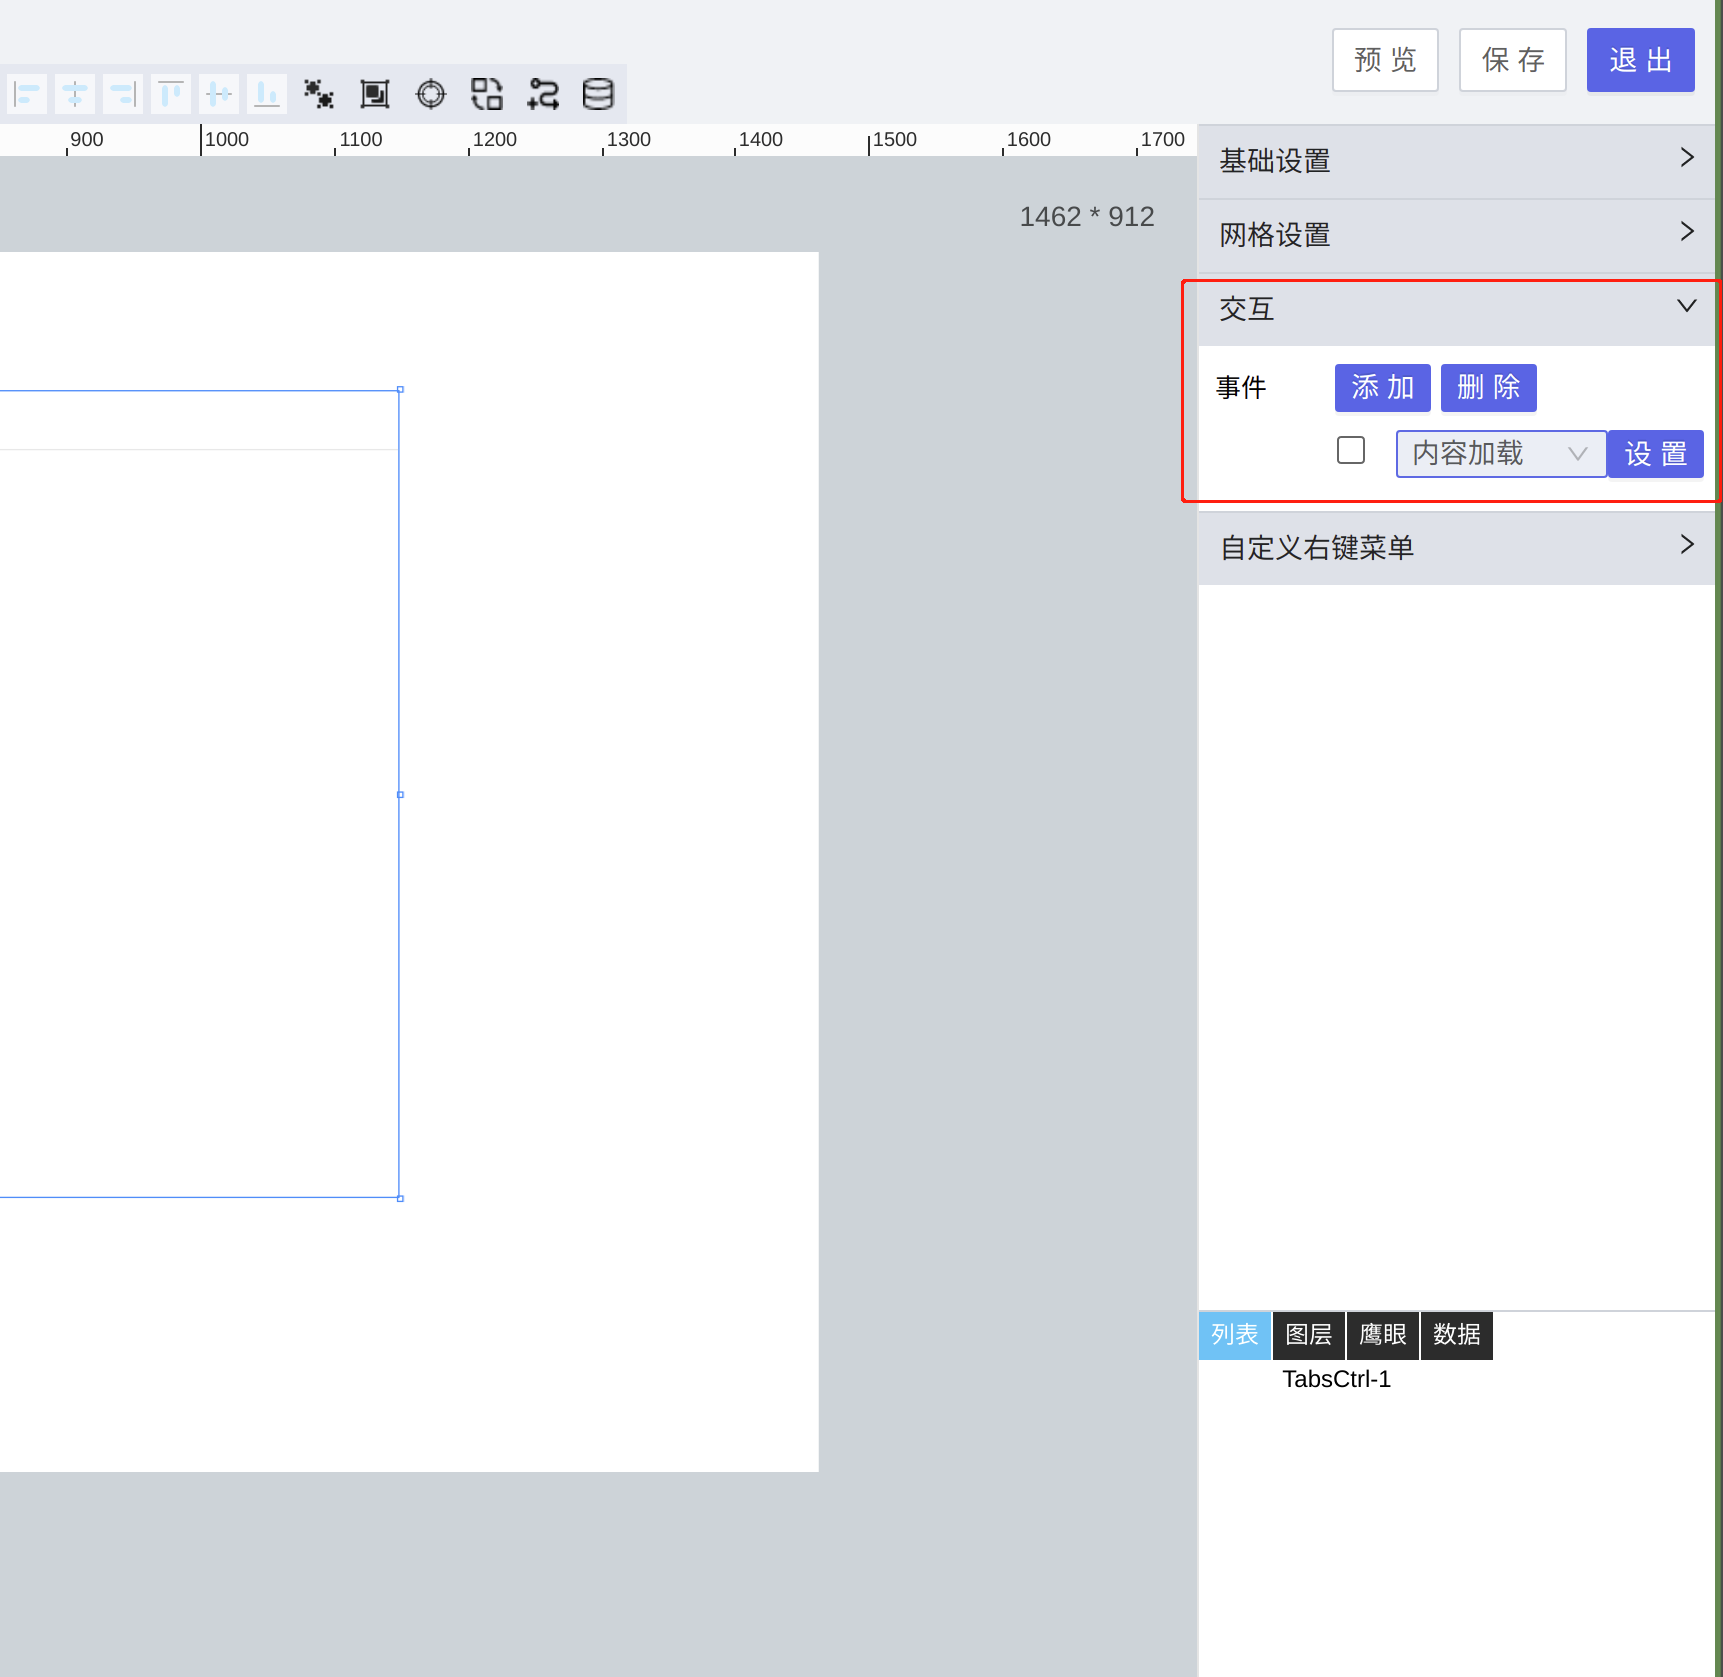 预 览
保 存
退 出
900 1000 1100 1200 1300 1400 1500 1600 1700
1462 * 912
基础设置
网格设置
交互
事件
添 加
删 除
内容加载
设 置
自定义右键菜单
列表 图层 鹰眼 数据
TabsCtrl-1